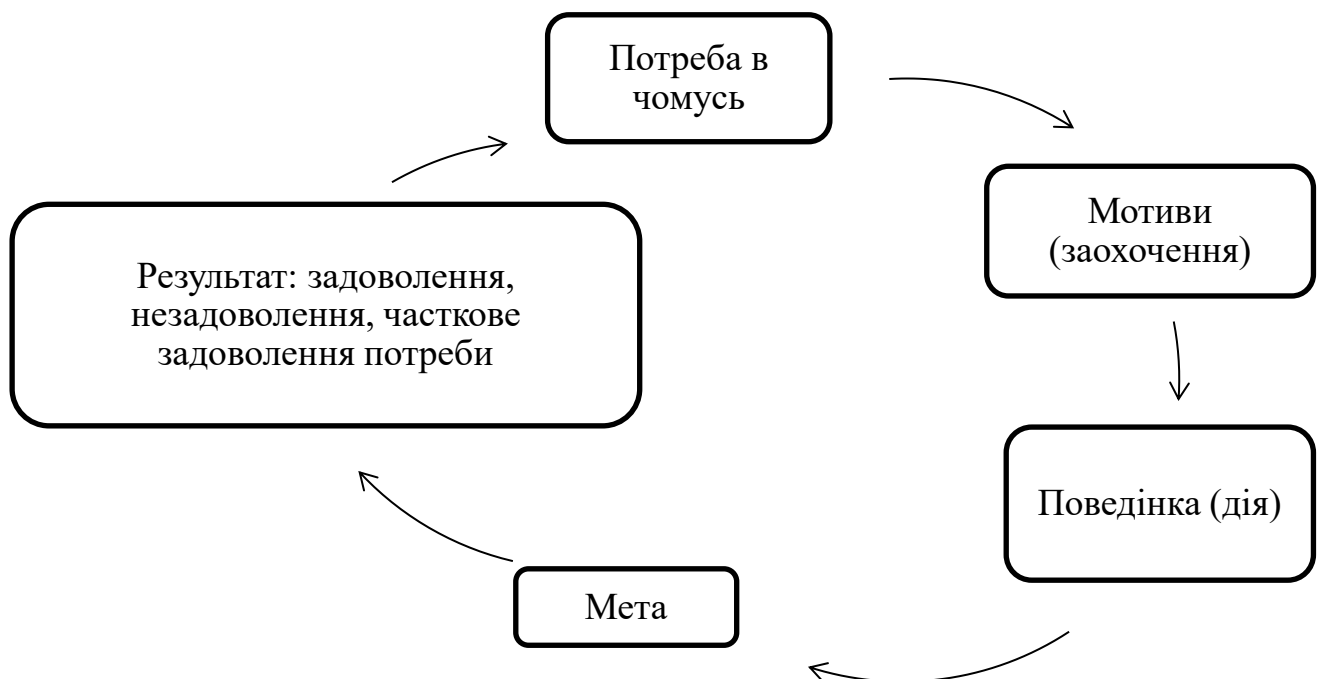 Потреба в
чомусь
Мотиви
(заохочення)
Поведінка (дія)
Мета
Результат: задоволення,
незадоволення, часткове
задоволення потреби